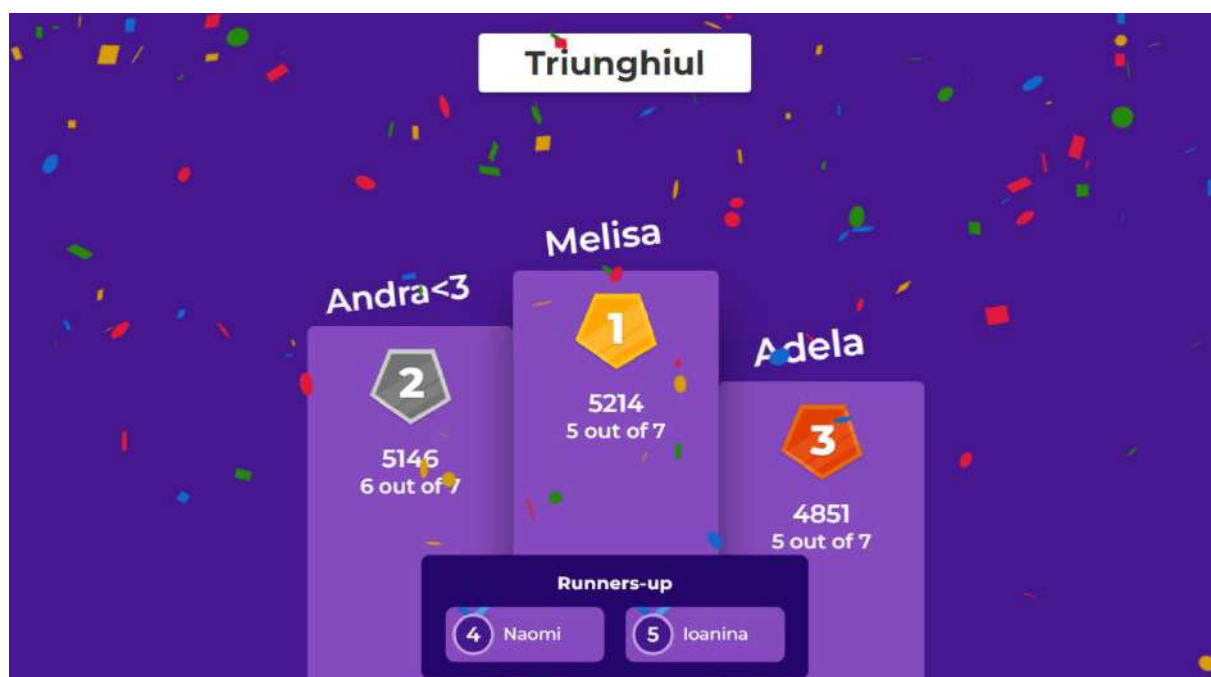 Triunghiul
Melisa
1
5214
5 out of 7
Andra<3
2
5146
6 out of 7
Adela
3
4851
5 out of 7
Runners-up
4 Naomi
5 Ioanina